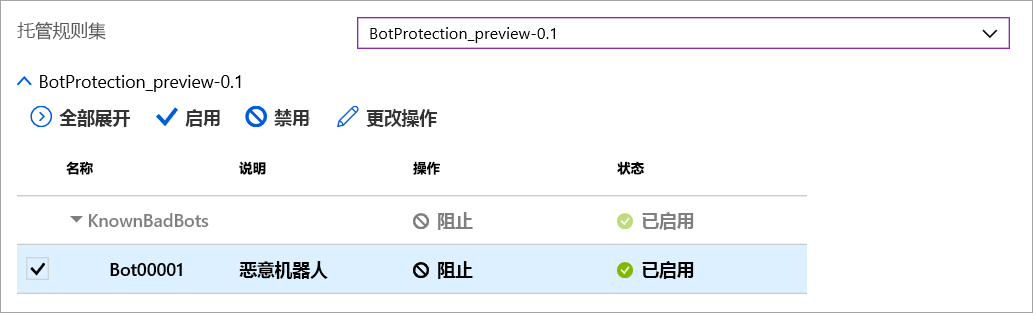 托管规则集 BotProtection_preview-0.1
BotProtection_preview-0.1
全部展开 启用 禁用 更改操作
名称 说明 操作 状态
KnownBadBots 阻止 已启用
Bot00001 恶意机器人 阻止 已启用